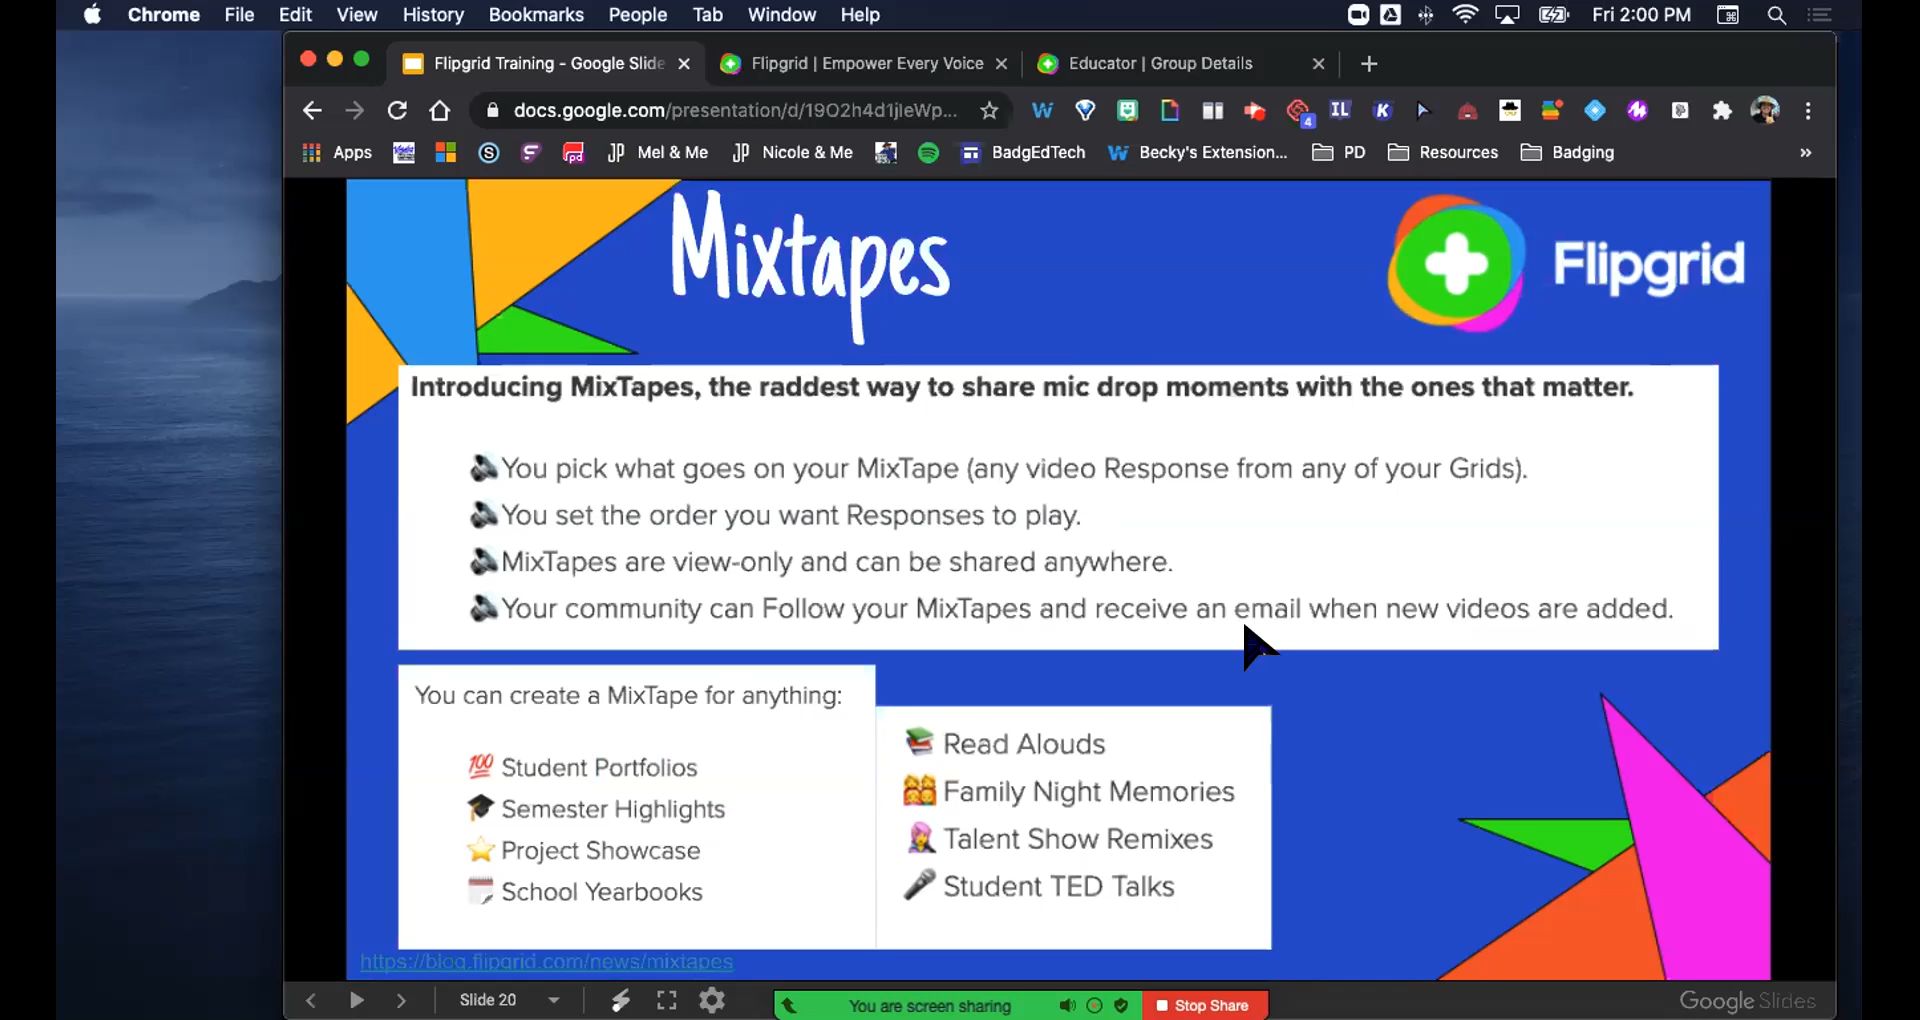 Chrome File Edit View History Bookmarks People Tab Window Help Fri 2:00 PM
Flipgrid Training - Google Slide Flipgrid | Empower Every Voice Educator | Group Details
docs.google.com/presentation/d/19O2h4d1jIeWp... 4 IL
Apps Mel & Me Nicole & Me BadgEdTech Becky's Extension... PD Resources Badging
Mixtapes
Flipgrid
Introducing MixTapes, the raddest way to share mic drop moments with the ones that matter.
You pick what goes on your MixTape (any video Response from any of your Grids).
You set the order you want Responses to play.
MixTapes are view-only and can be shared anywhere.
Your community can Follow your MixTapes and receive an email when new videos are added.
You can create a MixTape for anything:
Student Portfolios
Semester Highlights
Project Showcase
School Yearbooks
Read Alouds
Family Night Memories
Talent Show Remixes
Student TED Talks
https://blog.flipgrid.com/news/mixtapes
Slide 20 You are screen sharing Stop Share Google Slides